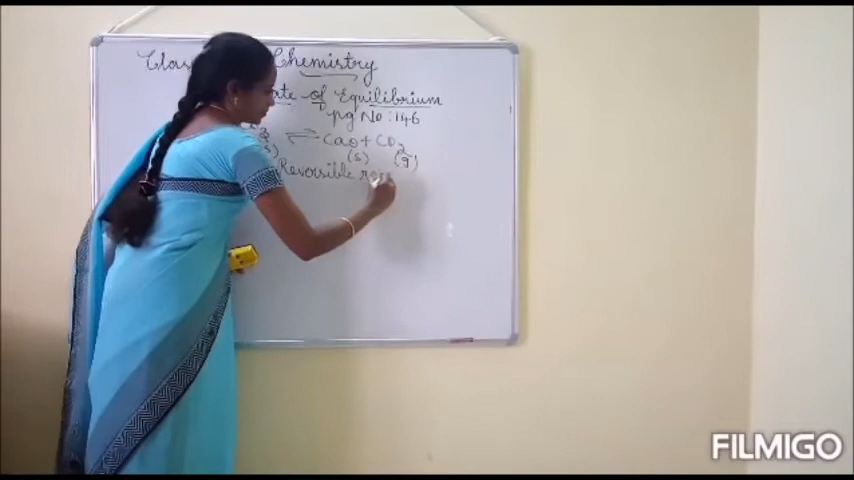 Chemistry
of Equilibrium
pg No: 146
⇌ CaO + CO2
(s) (g)
Reversible
FILMIGO